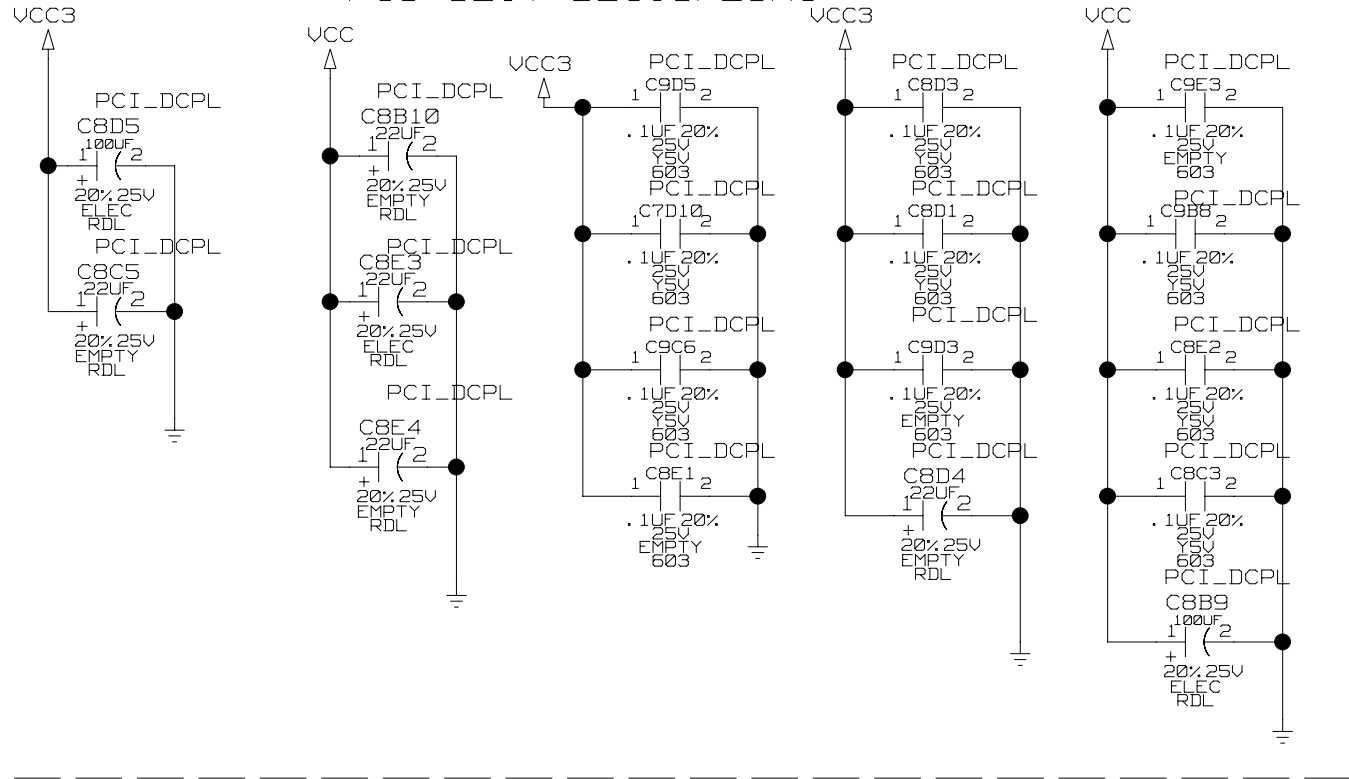 VCC3
PCI_DCPL
C8D5
100UF
1 2
+
20% 25V
ELEC
RDL
PCI_DCPL
C8C5
22UF
1 2
+
20% 25V
EMPTY
RDL
VCC
PCI_DCPL
C8B10
22UF
1 2
+
20% 25V
EMPTY
RDL
PCI_DCPL
C8E3
22UF
1 2
+
20% 25V
ELEC
RDL
PCI_DCPL
C8E4
22UF
1 2
+
20% 25V
EMPTY
RDL
VCC3
PCI_DCPL
C9D5
1 2
.1UF 20%
25V
Y5V
603
PCI_DCPL
C7D10
1 2
.1UF 20%
25V
Y5V
603
PCI_DCPL
C9C6
1 2
.1UF 20%
25V
Y5V
603
PCI_DCPL
C8E1
1 2
.1UF 20%
25V
EMPTY
603
VCC3
PCI_DCPL
C8D3
1 2
.1UF 20%
25V
Y5V
603
PCI_DCPL
C8D1
1 2
.1UF 20%
25V
Y5V
603
PCI_DCPL
C9D3
1 2
.1UF 20%
25V
EMPTY
603
PCI_DCPL
C8D4
22UF
1 2
+
20% 25V
EMPTY
RDL
VCC
PCI_DCPL
C9E3
1 2
.1UF 20%
25V
EMPTY
603
PCI_DCPL
C9B8
1 2
.1UF 20%
25V
Y5V
603
PCI_DCPL
C8E2
1 2
.1UF 20%
25V
Y5V
603
PCI_DCPL
C8C3
1 2
.1UF 20%
25V
Y5V
603
PCI_DCPL
C8B9
100UF
1 2
+
20% 25V
ELEC
RDL